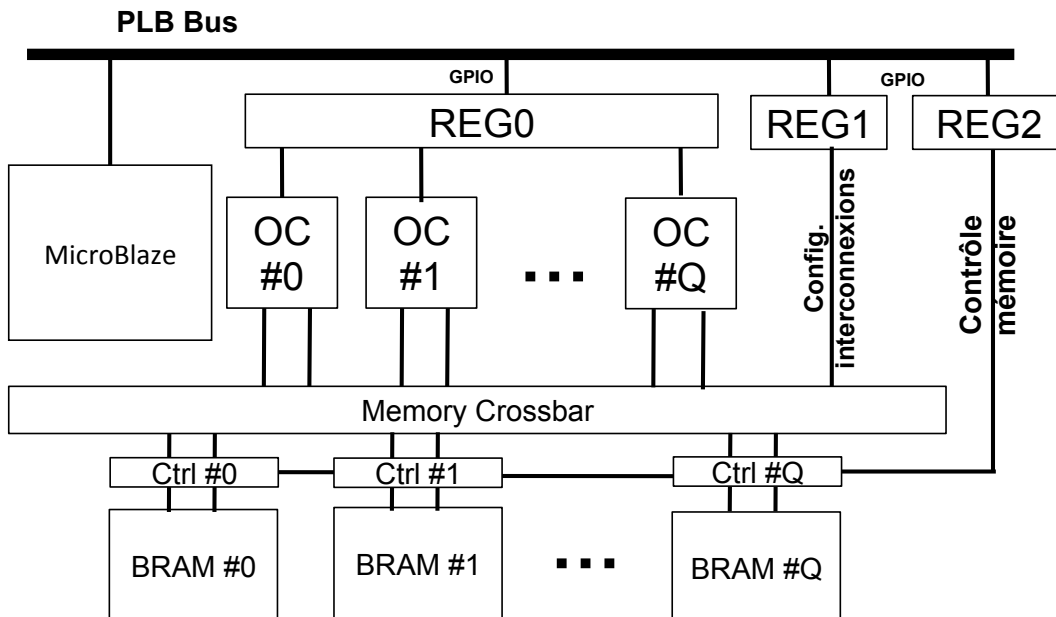 PLB Bus
GPIO
GPIO
REG0
REG1
REG2
MicroBlaze
OC
#0
OC
#1
...
OC
#Q
Config.
interconnexions
Contrôle
mémoire
Memory Crossbar
Ctrl #0
Ctrl #1
Ctrl #Q
BRAM #0
BRAM #1
...
BRAM #Q